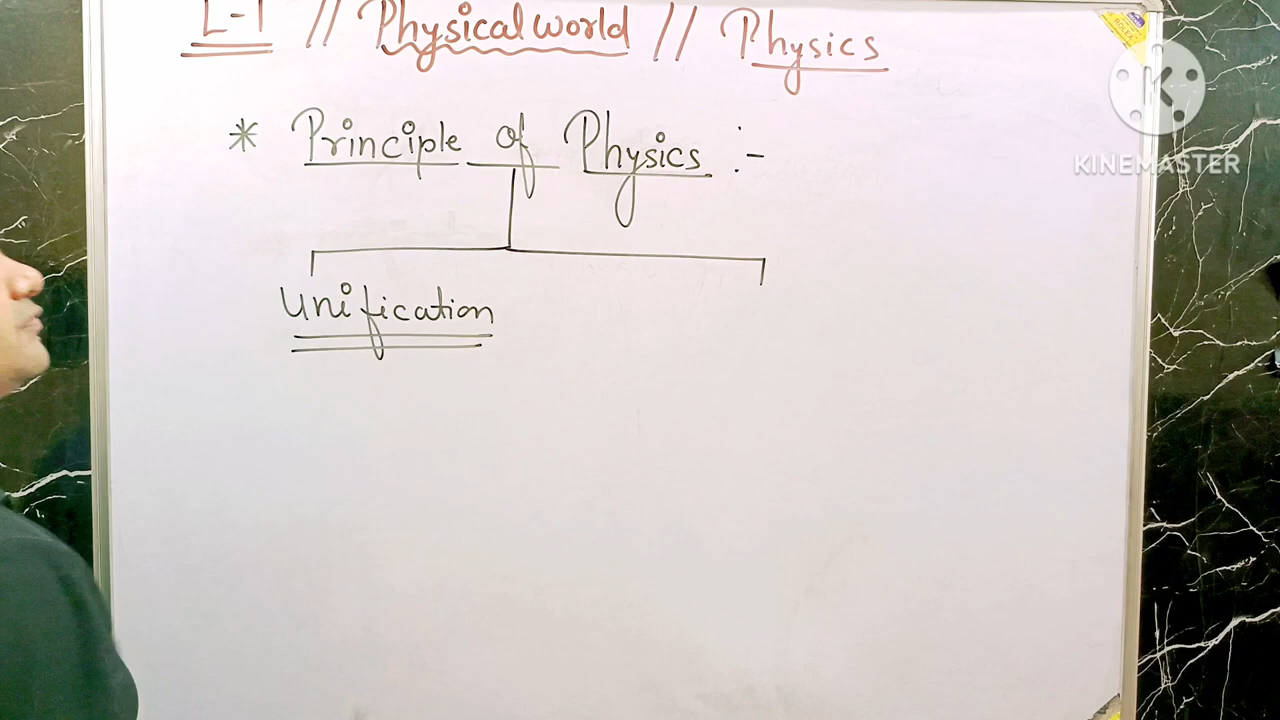 L-1 // Physical world // Physics
* Principle of Physics :-
Unification
KINEMASTER